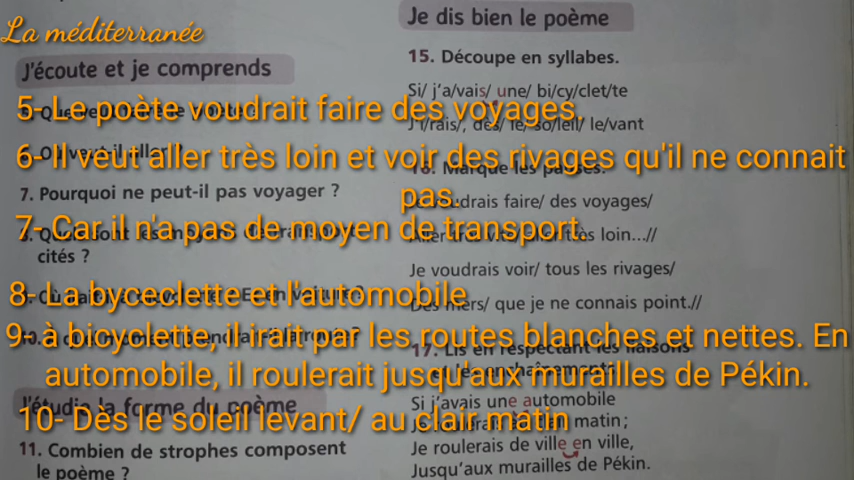 La méditerranée
J'écoute et je comprends
5- Le poète voudrait faire des voyages.
6- Il veut aller très loin et voir des rivages qu'il ne connait
pas.
7. Pourquoi ne peut-il pas voyager ?
7- Car il n'a pas de moyen de transport.
cités ?
8- La byceclette et l'automobile
9- à bicyclette, il irait par les routes blanches et nettes. En
automobile, il roulerait jusqu'aux murailles de Pékin.
J'étudie la forme du poème
10- Dès le soleil levant/ au clair matin
11. Combien de strophes composent
le poème ?
Je dis bien le poème
15. Découpe en syllabes.
Si/ j'a/vais/ une/ bi/cy/clet/te
J'i/rais/, dès/ le/ so/leil/ le/vant
16. Marque les pauses.
Je voudrais faire/ des voyages/
très loin...//
Je voudrais voir/ tous les rivages/
Des mers/ que je ne connais point.//
17. Lis en respectant les liaisons
Si j'avais une automobile
matin ;
Je roulerais de ville en ville,
Jusqu'aux murailles de Pékin.